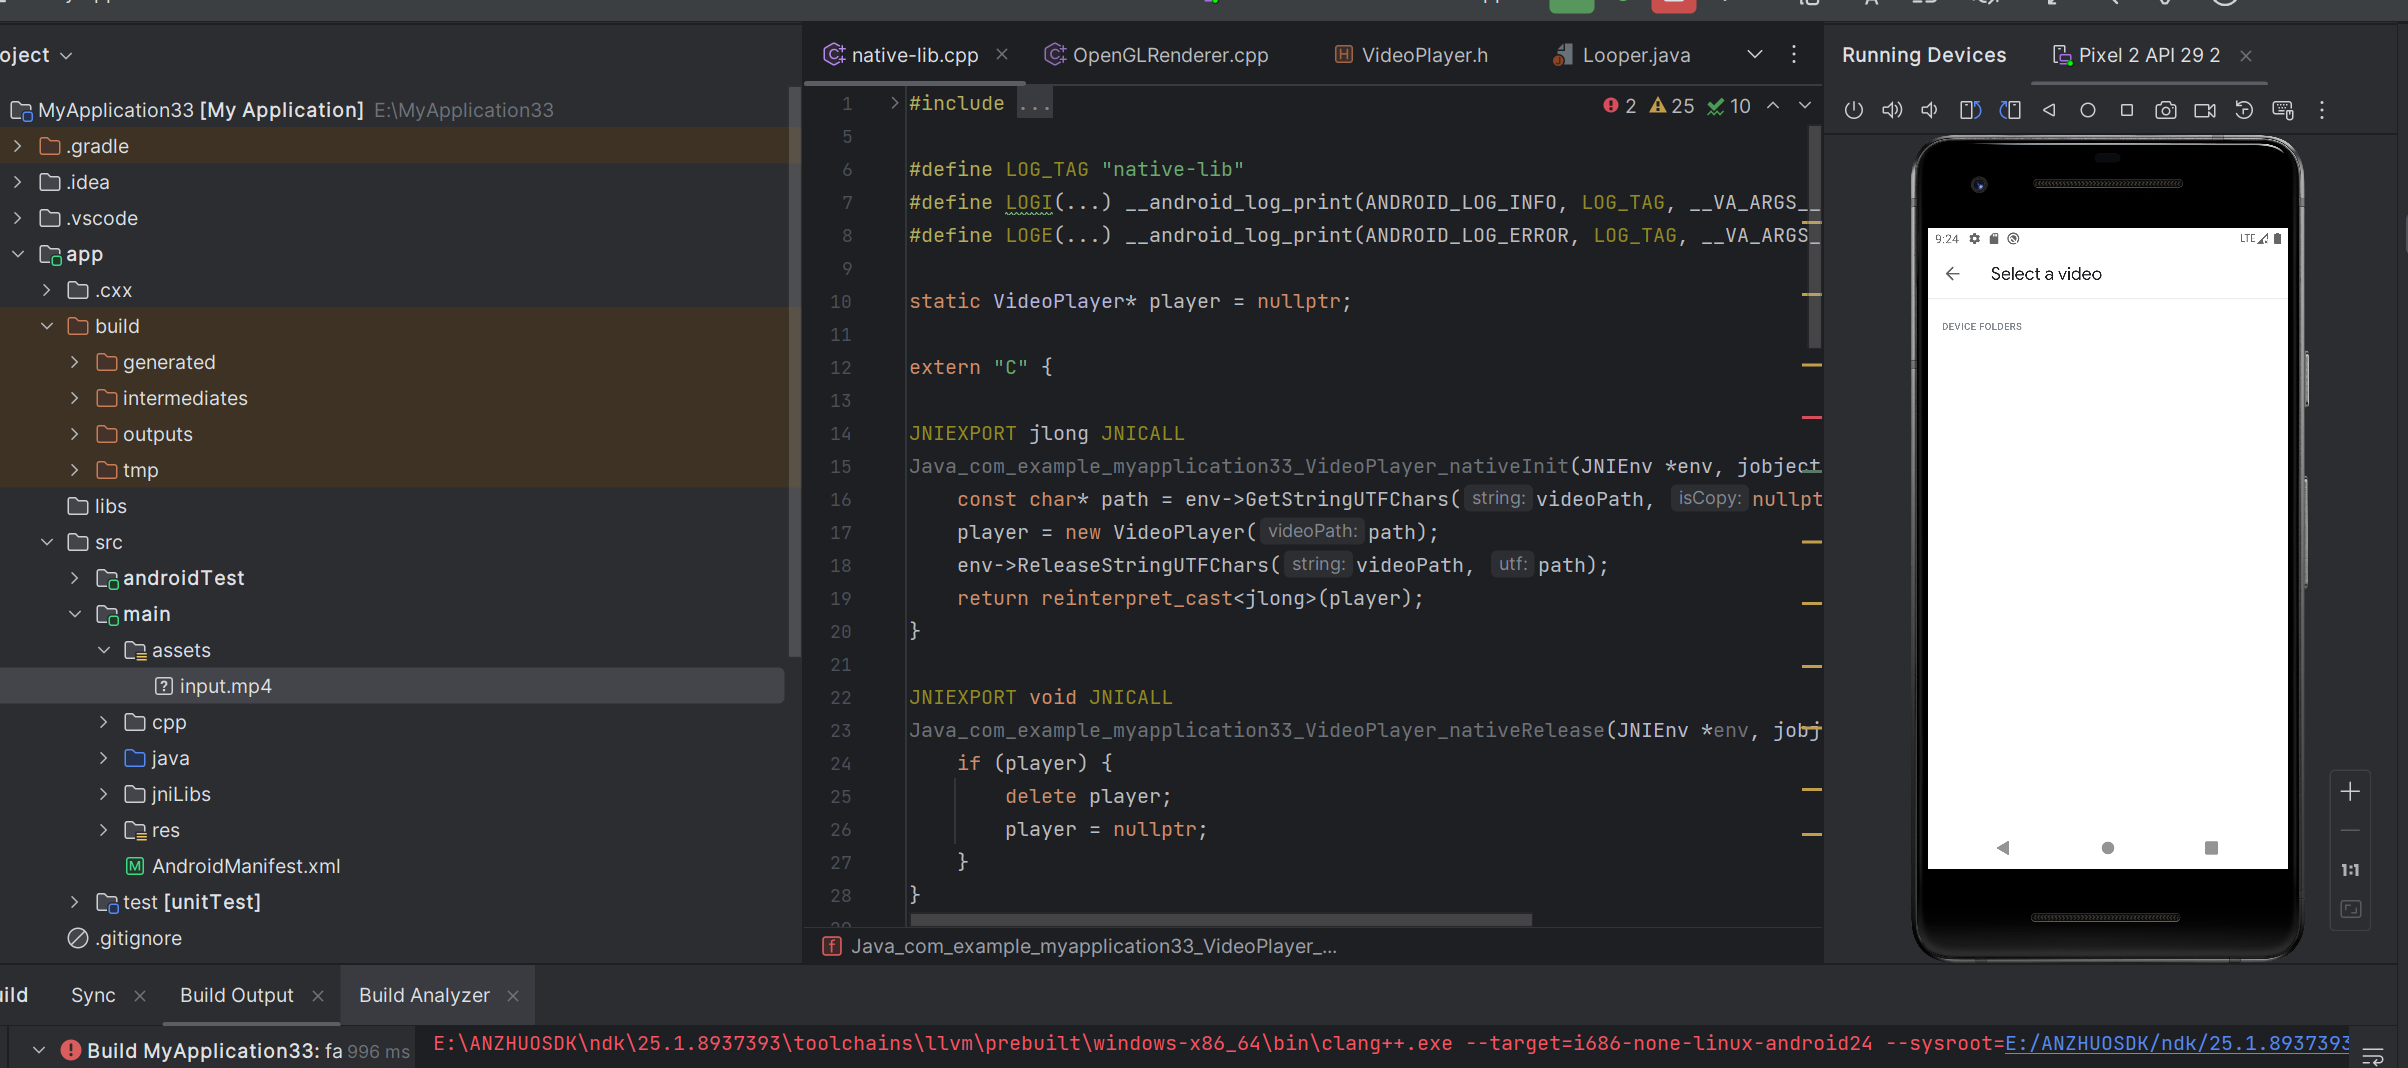 oject
MyApplication33 [My Application] E:\MyApplication33
.gradle
.idea
.vscode
app
.cxx
build
generated
intermediates
outputs
tmp
libs
src
androidTest
main
assets
input.mp4
cpp
java
jniLibs
res
AndroidManifest.xml
test [unitTest]
.gitignore
native-lib.cpp OpenGLRenderer.cpp VideoPlayer.h Looper.java
2 25 10
1 #include ...
5
6 #define LOG_TAG "native-lib"
7 #define LOGI(...) __android_log_print(ANDROID_LOG_INFO, LOG_TAG, __VA_ARGS__
8 #define LOGE(...) __android_log_print(ANDROID_LOG_ERROR, LOG_TAG, __VA_ARGS_
9
10 static VideoPlayer* player = nullptr;
11
12 extern "C" {
13
14 JNIEXPORT jlong JNICALL
15 Java_com_example_myapplication33_VideoPlayer_nativeInit(JNIEnv *env, jobject
16 const char* path = env->GetStringUTFChars( string: videoPath, isCopy: nullpt
17 player = new VideoPlayer( videoPath: path);
18 env->ReleaseStringUTFChars( string: videoPath, utf: path);
19 return reinterpret_cast<jlong>(player);
20 }
21
22 JNIEXPORT void JNICALL
23 Java_com_example_myapplication33_VideoPlayer_nativeRelease(JNIEnv *env, jobj
24 if (player) {
25 delete player;
26 player = nullptr;
27 }
28 }
Java_com_example_myapplication33_VideoPlayer_...
Running Devices Pixel 2 API 29 2
9:24 LTE
Select a video
DEVICE FOLDERS
1:1
ild Sync Build Output Build Analyzer
Build MyApplication33: fa 996 ms
E:\ANZHUOSDK\ndk\25.1.8937393\toolchains\llvm\prebuilt\windows-x86_64\bin\clang++.exe --target=i686-none-linux-android24 --sysroot=E:/ANZHUOSDK/ndk/25.1.8937393